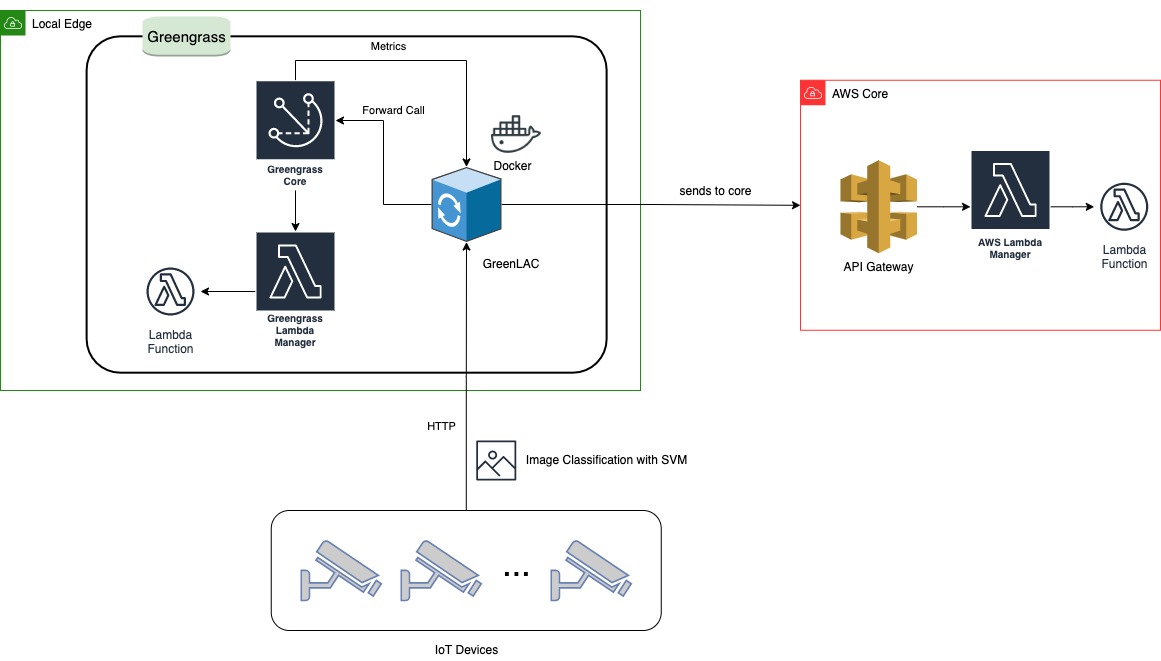 Local Edge
Greengrass
Metrics
Forward Call
Docker
Greengrass
Core
GreenLAC
Greengrass
Lambda
Manager
Lambda
Function
sends to core
AWS Core
API Gateway
AWS Lambda
Manager
Lambda
Function
HTTP
Image Classification with SVM
...
IoT Devices